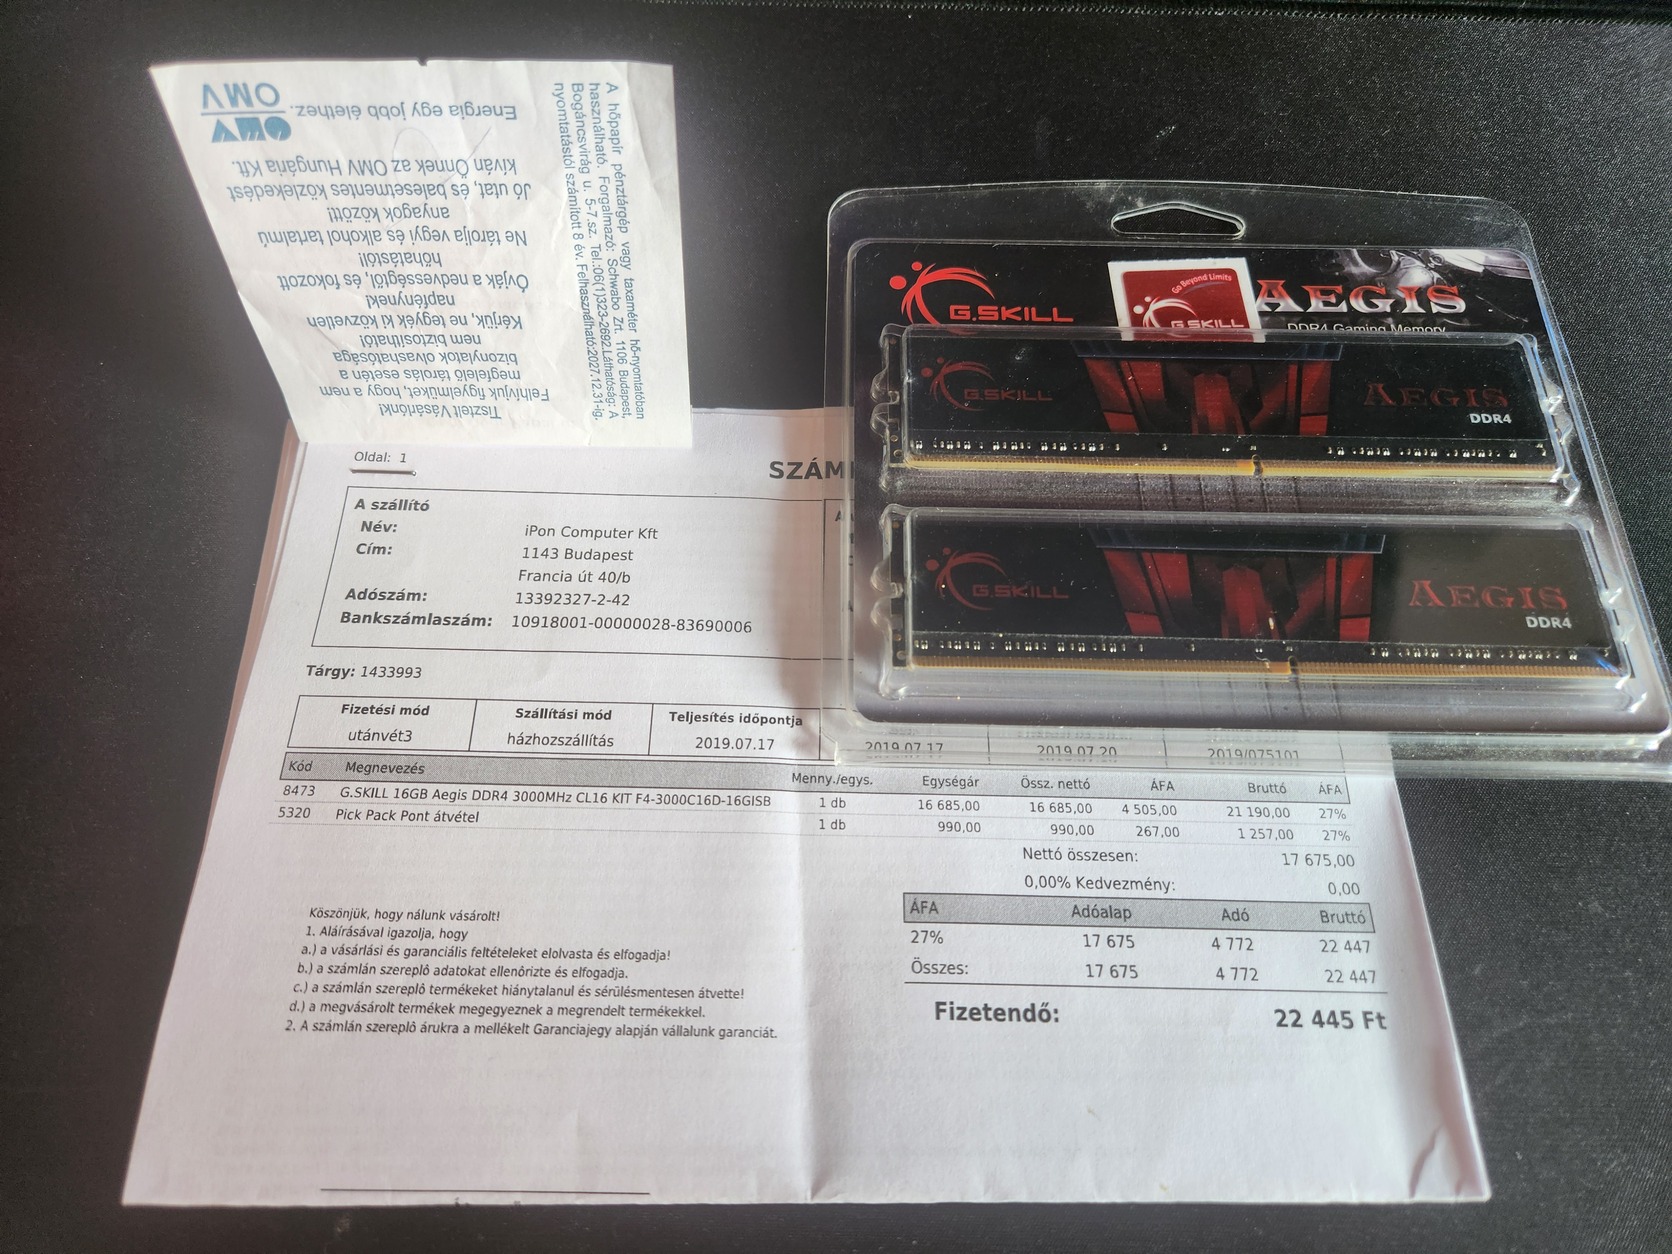 Tisztelt Vásárlónk!
Felhívjuk figyelmüket, hogy a nem
megfelelő tárolás esetén a
bizonylatok olvashatósága
nem biztosítható!
Kérjük, ne tegyék ki közvetlen
napfénynek!
Óvják a nedvességtől, és fokozott
hőhatástól!
Ne tárolja vegyi és alkohol tartalmú
anyagok között!
Jó utat, és balesetmentes közlekedést
kíván Önnek az OMV Hungária Kft.
OMV
Energia egy jobb élethez.
OMV
A hőpapír pénztárgép vagy taxaméter hő-nyomtatóban
használható. Forgalmazó: Schwabo Zrt. 1106 Budapest,
Bogáncsvirág u. 5-7.sz. Tel.:06(1)323-2692.Láthatóság: A
nyomtatástól számított 8 év. Felhasználható:2027.12.31-ig.
G.SKILL
Go Beyond Limits
G.SKILL
AEGIS
DDR4 Gaming Memory
G.SKILL
AEGIS
DDR4
G.SKILL
AEGIS
DDR4
Oldal: 1
A szállító
Név: iPon Computer Kft
Cím: 1143 Budapest
Francia út 40/b
Adószám: 13392327-2-42
Bankszámlaszám: 10918001-00000028-83690006
Tárgy: 1433993
Fizetési mód Szállítási mód Teljesítés időpontja
utánvét3 házhozszállítás 2019.07.17 2019.07.17 2019.07.20 2019/075101
Kód Megnevezés Menny./egys. Egységár Össz. nettó ÁFA Bruttó ÁFA
8473 G.SKILL 16GB Aegis DDR4 3000MHz CL16 KIT F4-3000C16D-16GISB 1 db 16 685,00 16 685,00 4 505,00 21 190,00 27%
5320 Pick Pack Pont átvétel 1 db 990,00 990,00 267,00 1 257,00 27%
Nettó összesen: 17 675,00
0,00% Kedvezmény: 0,00
ÁFA Adóalap Adó Bruttó
27% 17 675 4 772 22 447
Összes: 17 675 4 772 22 447
Fizetendő: 22 445 Ft
Köszönjük, hogy nálunk vásárolt!
1. Aláírásával igazolja, hogy
a.) a vásárlási és garanciális feltételeket elolvasta és elfogadja!
b.) a számlán szereplô adatokat ellenôrizte és elfogadja.
c.) a számlán szereplô termékeket hiánytalanul és sérülésmentesen átvette!
d.) a megvásárolt termékek megegyeznek a megrendelt termékekkel.
2. A számlán szereplô árukra a mellékelt Garanciajegy alapján vállalunk garanciát.